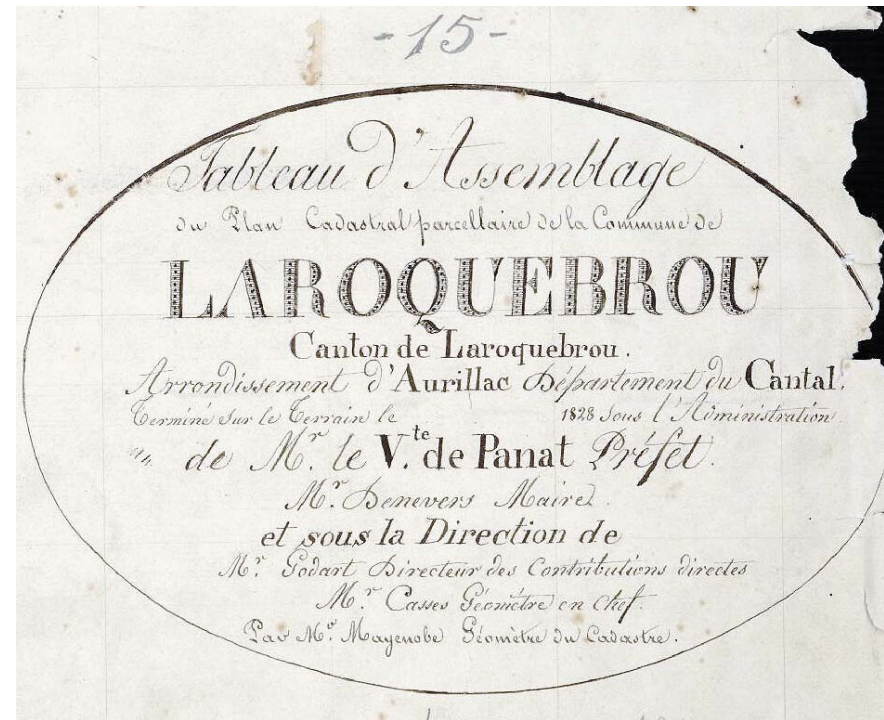 -15-
Tableau d'Assemblage
du Plan Cadastral parcellaire de la Commune de
LAROQUEBROU
Canton de Laroquebrou.
Arrondissement d'Aurillac Département du Cantal.
Terminé sur le Terrain le 1828 sous l'Administration
de Mr. le V.te de Panat Préfet.
Mr. Denevers Maire.
et sous la Direction de
Mr. Godart Directeur des Contributions directes
Mr. Casses Géomètre en chef.
Par Mr. Mayenobe Géomètre du Cadastre.